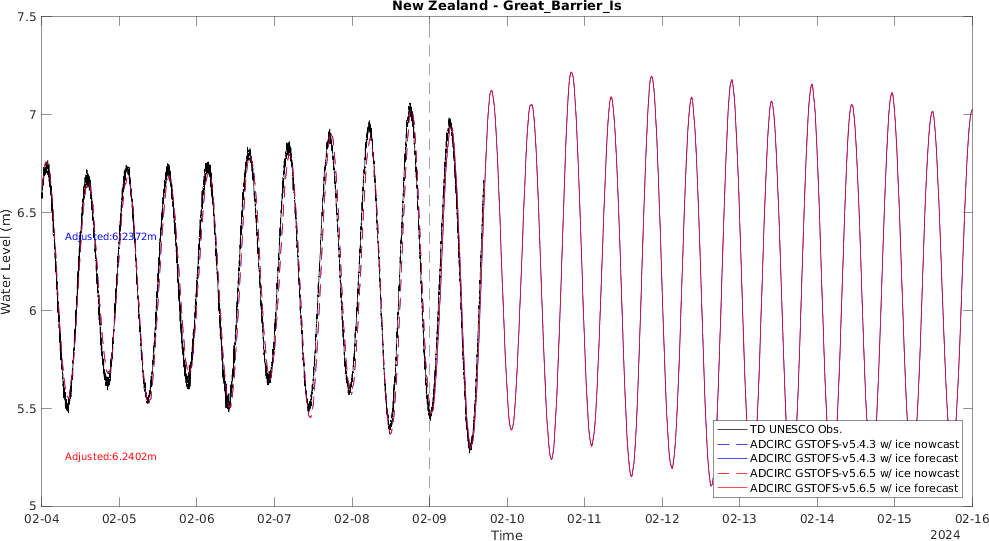 New Zealand - Great_Barrier_Is
7.5
7
6.5
6
5.5
5
Water Level (m)
Adjusted:6.2372m
Adjusted:6.2402m
TD UNESCO Obs.
ADCIRC GSTOFS-v5.4.3 w/ ice nowcast
ADCIRC GSTOFS-v5.4.3 w/ ice forecast
ADCIRC GSTOFS-v5.6.5 w/ ice nowcast
ADCIRC GSTOFS-v5.6.5 w/ ice forecast
02-04 02-05 02-06 02-07 02-08 02-09 02-10 02-11 02-12 02-13 02-14 02-15 02-16
Time
2024